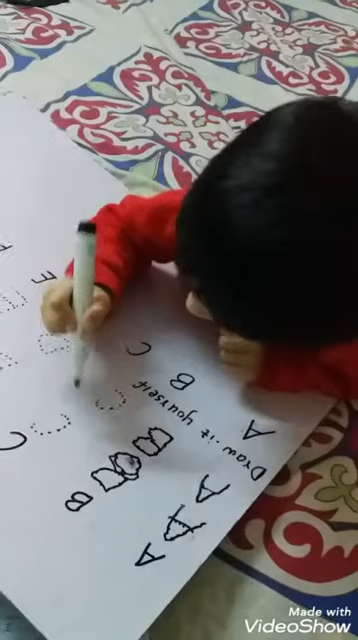 Draw it yourself
A A A A
B B B B
C C C C
E
F
Made with
VideoShow